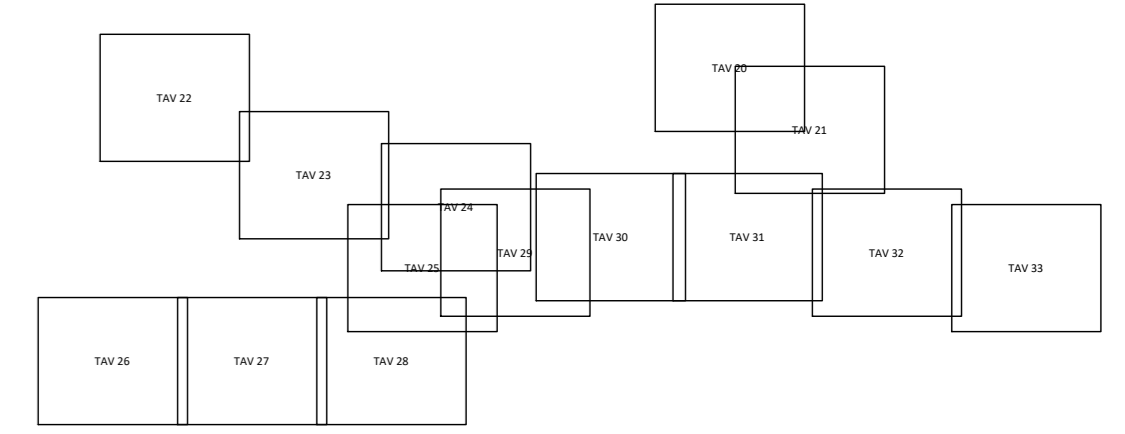 TAV 20
TAV 22
TAV 21
TAV 23
TAV 24
TAV 30
TAV 31
TAV 29
TAV 32
TAV 25
TAV 33
TAV 26
TAV 27
TAV 28